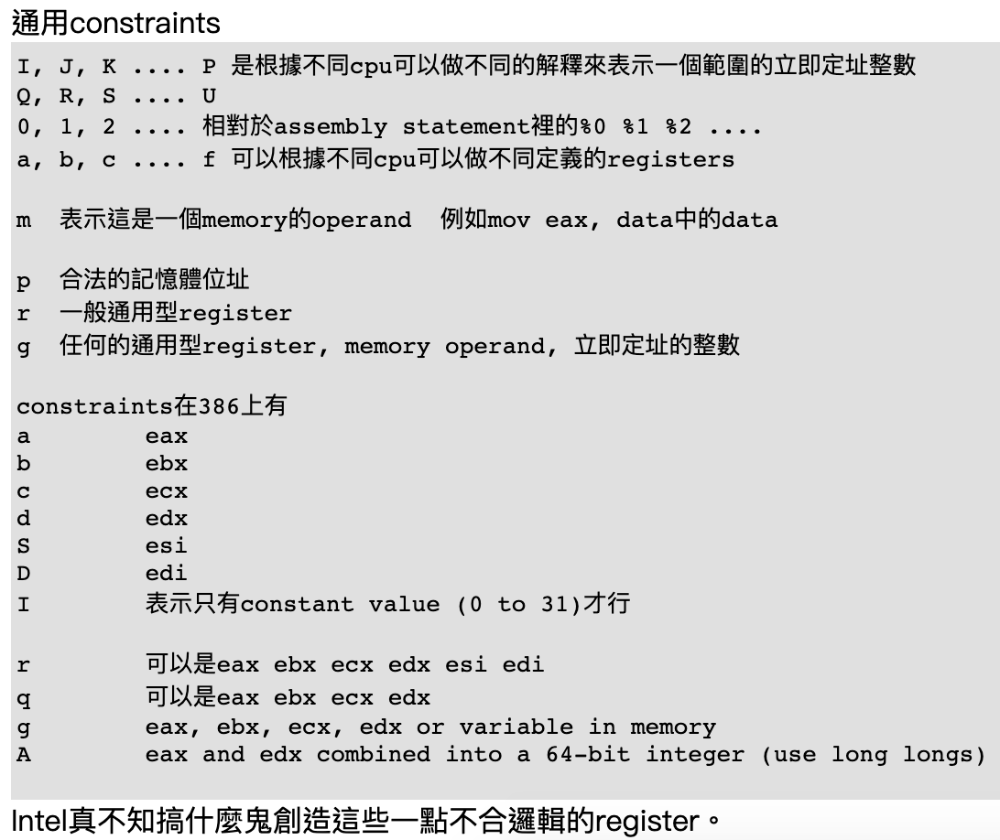 通用constraints
I, J, K .... P 是根據不同cpu可以做不同的解釋來表示一個範圍的立即定址整數
Q, R, S .... U
0, 1, 2 .... 相對於assembly statement裡的%0 %1 %2 ....
a, b, c .... f 可以根據不同cpu可以做不同定義的registers
m 表示這是一個memory的operand 例如mov eax, data中的data
p 合法的記憶體位址
r 一般通用型register
g 任何的通用型register, memory operand, 立即定址的整數
constraints在386上有
a eax
b ebx
c ecx
d edx
S esi
D edi
I 表示只有constant value (0 to 31)才行
r 可以是eax ebx ecx edx esi edi
q 可以是eax ebx ecx edx
g eax, ebx, ecx, edx or variable in memory
A eax and edx combined into a 64-bit integer (use long longs)
Intel真不知搞什麼鬼創造這些一點不合邏輯的register。